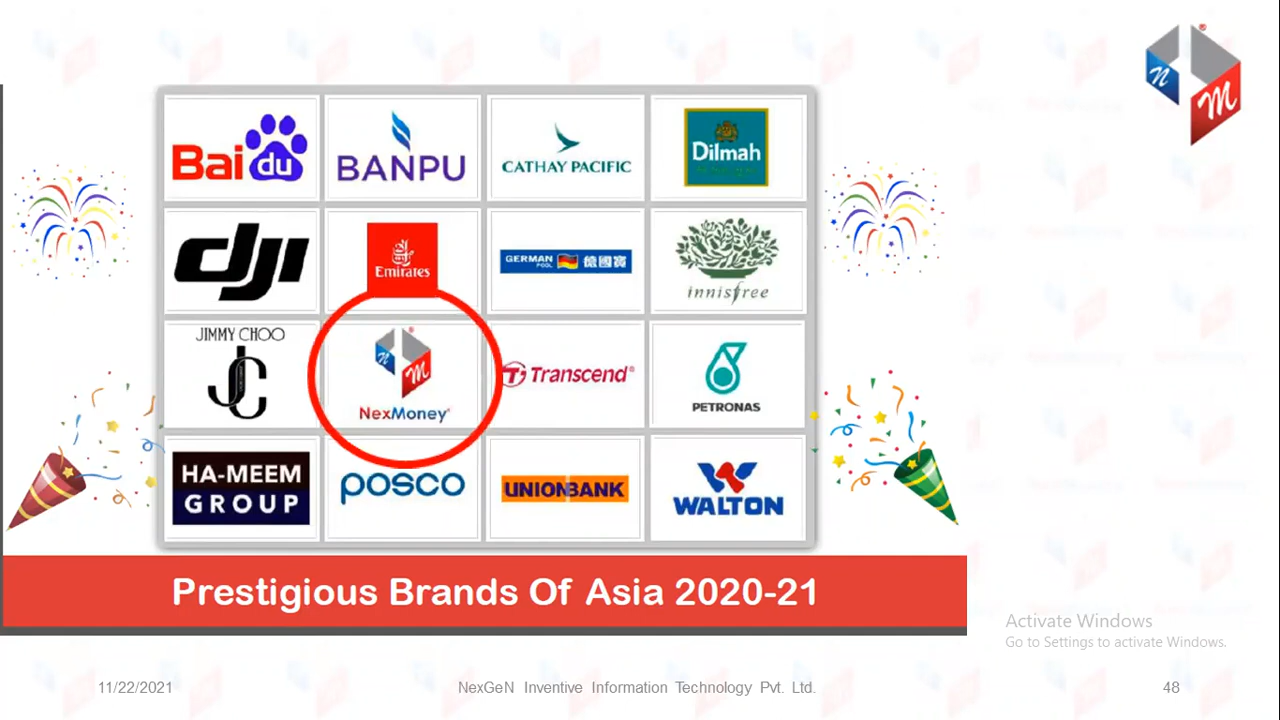 n M
Baidu BANPU CATHAY PACIFIC Dilmah
dji Emirates GERMAN POOL 德國寶 innisfree
JIMMY CHOO
JC
n M
NexMoney®
Transcend®
PETRONAS
HA-MEEM
GROUP
posco
UNIONBANK
WALTON
Prestigious Brands Of Asia 2020-21
Activate Windows
Go to Settings to activate Windows.
11/22/2021 NexGeN Inventive Information Technology Pvt. Ltd. 48